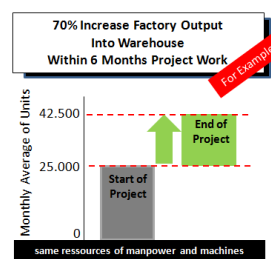 70% Increase Factory Output
Into Warehouse
Within 6 Months Project Work
For Example
Monthly Average of Units
42.500
25.000
0
End of
Project
Start of
Project
same ressources of manpower and machines